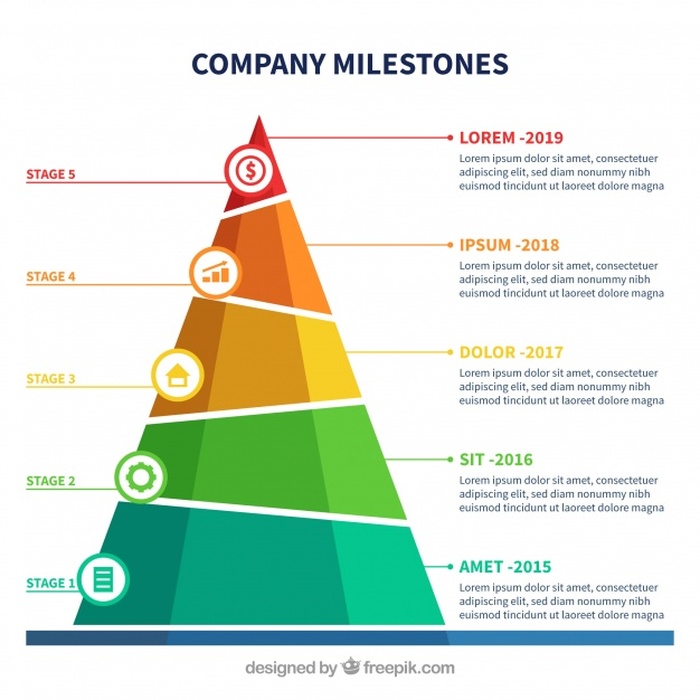 COMPANY MILESTONES
STAGE 5
LOREM -2019
Lorem ipsum dolor sit amet, consectetuer
adipiscing elit, sed diam nonummy nibh
euismod tincidunt ut laoreet dolore magna
STAGE 4
IPSUM -2018
Lorem ipsum dolor sit amet, consectetuer
adipiscing elit, sed diam nonummy nibh
euismod tincidunt ut laoreet dolore magna
STAGE 3
DOLOR -2017
Lorem ipsum dolor sit amet, consectetuer
adipiscing elit, sed diam nonummy nibh
euismod tincidunt ut laoreet dolore magna
STAGE 2
SIT -2016
Lorem ipsum dolor sit amet, consectetuer
adipiscing elit, sed diam nonummy nibh
euismod tincidunt ut laoreet dolore magna
STAGE 1
AMET -2015
Lorem ipsum dolor sit amet, consectetuer
adipiscing elit, sed diam nonummy nibh
euismod tincidunt ut laoreet dolore magna
$
designed by freepik.com